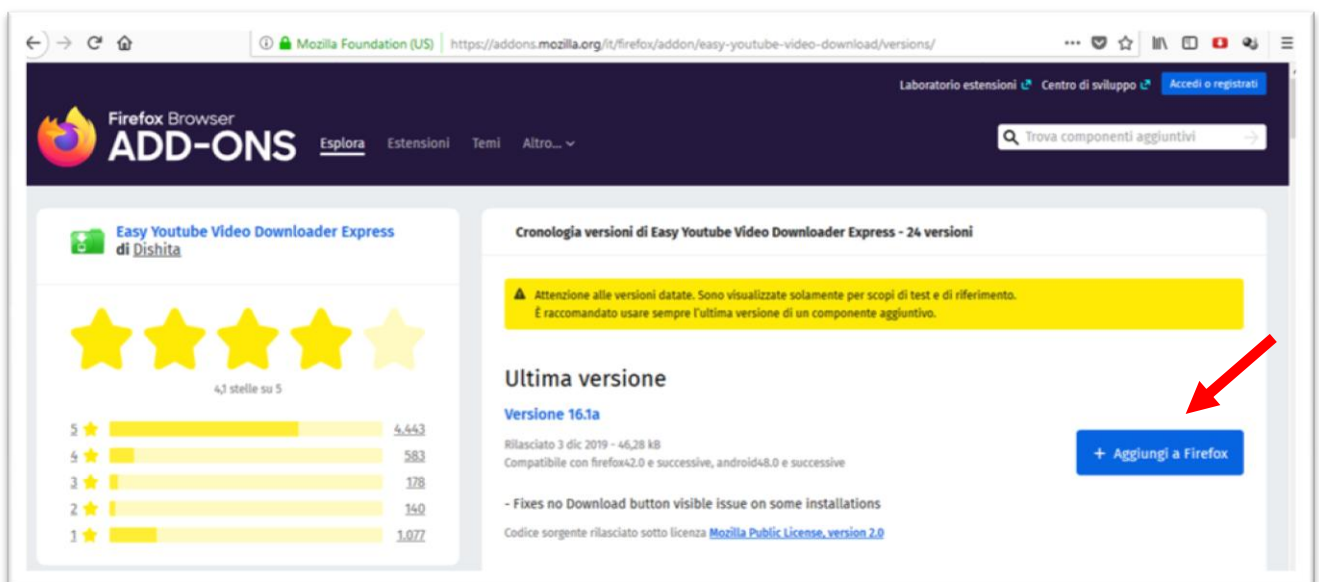 Mozilla Foundation (US) https://addons.mozilla.org/it/firefox/addon/easy-youtube-video-download/versions/
Laboratorio estensioni Centro di sviluppo Accedi o registrati
Firefox Browser
ADD-ONS Esplora Estensioni Temi Altro... Trova componenti aggiuntivi
Easy Youtube Video Downloader Express
di Dishita
4,1 stelle su 5
5 4.443
4 583
3 178
2 140
1 1.077
Cronologia versioni di Easy Youtube Video Downloader Express - 24 versioni
Attenzione alle versioni datate. Sono visualizzate solamente per scopi di test e di riferimento.
È raccomandato usare sempre l'ultima versione di un componente aggiuntivo.
Ultima versione
Versione 16.1a
Rilasciato 3 dic 2019 - 46,28 kB
Compatibile con firefox42.0 e successive, android48.0 e successive
+ Aggiungi a Firefox
- Fixes no Download button visible issue on some installations
Codice sorgente rilasciato sotto licenza Mozilla Public License, version 2.0